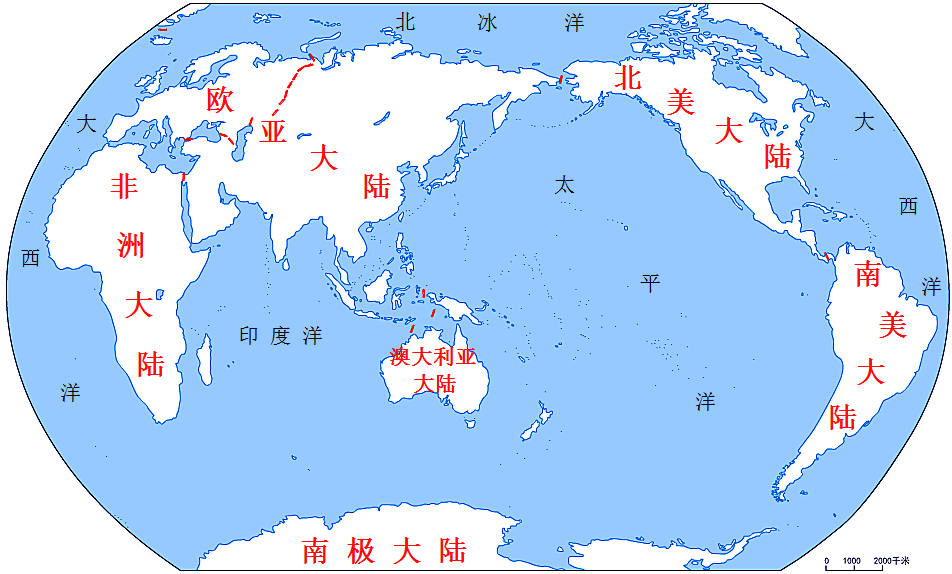 北冰洋
欧亚大陆
北美大陆
大西洋
大西洋
非洲大陆
太平洋
印度洋
南美大陆
澳大利亚
大陆
南极大陆
0 1000 2000千米